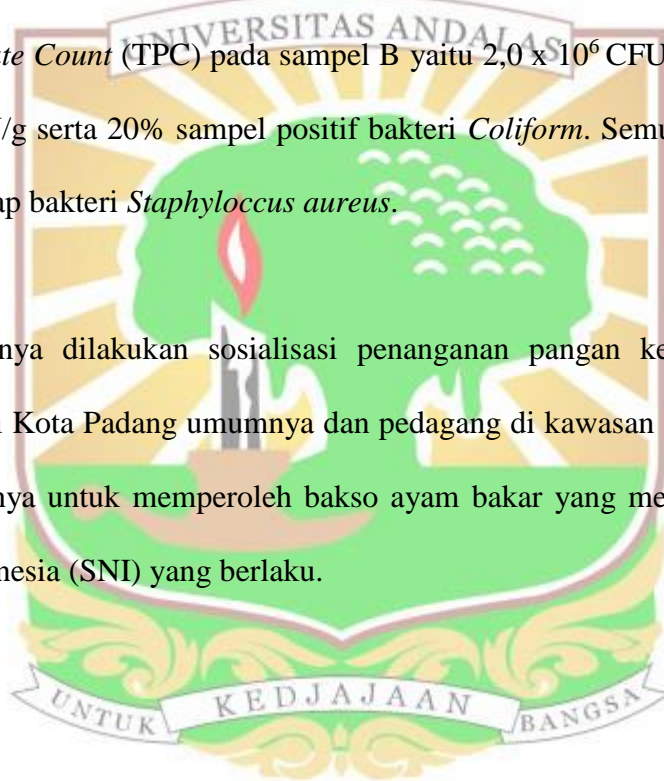 UNIVERSITAS ANDALAS
te Count (TPC) pada sampel B yaitu 2,0 x 10⁶ CFU
/g serta 20% sampel positif bakteri Coliform. Semu
ap bakteri Staphyloccus aureus.
nya dilakukan sosialisasi penanganan pangan ke
i Kota Padang umumnya dan pedagang di kawasan
nya untuk memperoleh bakso ayam bakar yang me
nesia (SNI) yang berlaku.
UNTUK KEDJAJAAN BANGSA